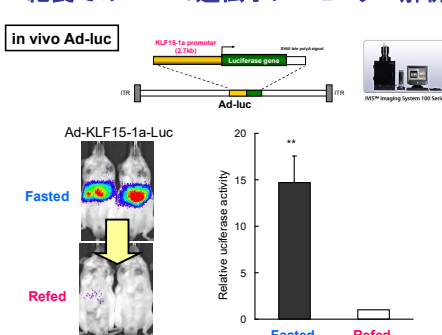 in vivo Ad-luc
KLF15-1a promoter
(2.7kb)
SV40 late polyA signal
Luciferase gene
ITR
ITR
Ad-luc
IVIS™ Imaging System 100 Serie
Ad-KLF15-1a-Luc
Fasted
Refed
Relative uciferase activity
20
15
10
5
0
**
Fasted
Refed